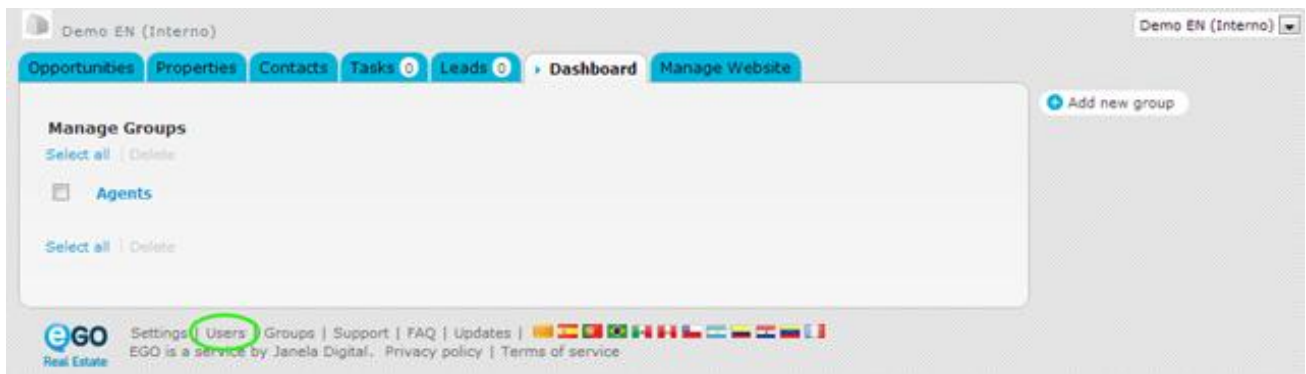 Demo EN (Interno)
Demo EN (Interno)
Opportunities Properties Contacts Tasks 0 Leads 0 Dashboard Manage Website
Add new group
Manage Groups
Select all | Delete
Agents
Select all | Delete
eGO Real Estate
Settings | Users | Groups | Support | FAQ | Updates |
EGO is a service by Janela Digital. Privacy policy | Terms of service